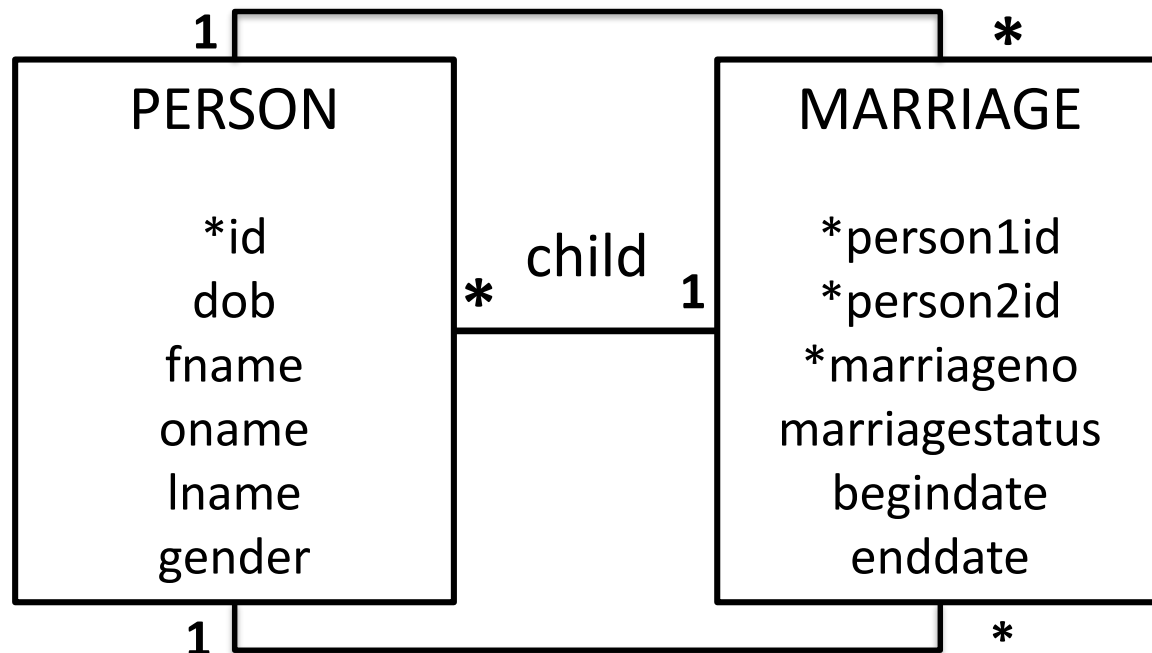 1 *
PERSON
*id
dob
fname
oname
lname
gender
child
* 1
MARRIAGE
*person1id
*person2id
*marriageno
marriagestatus
begindate
enddate
1 *